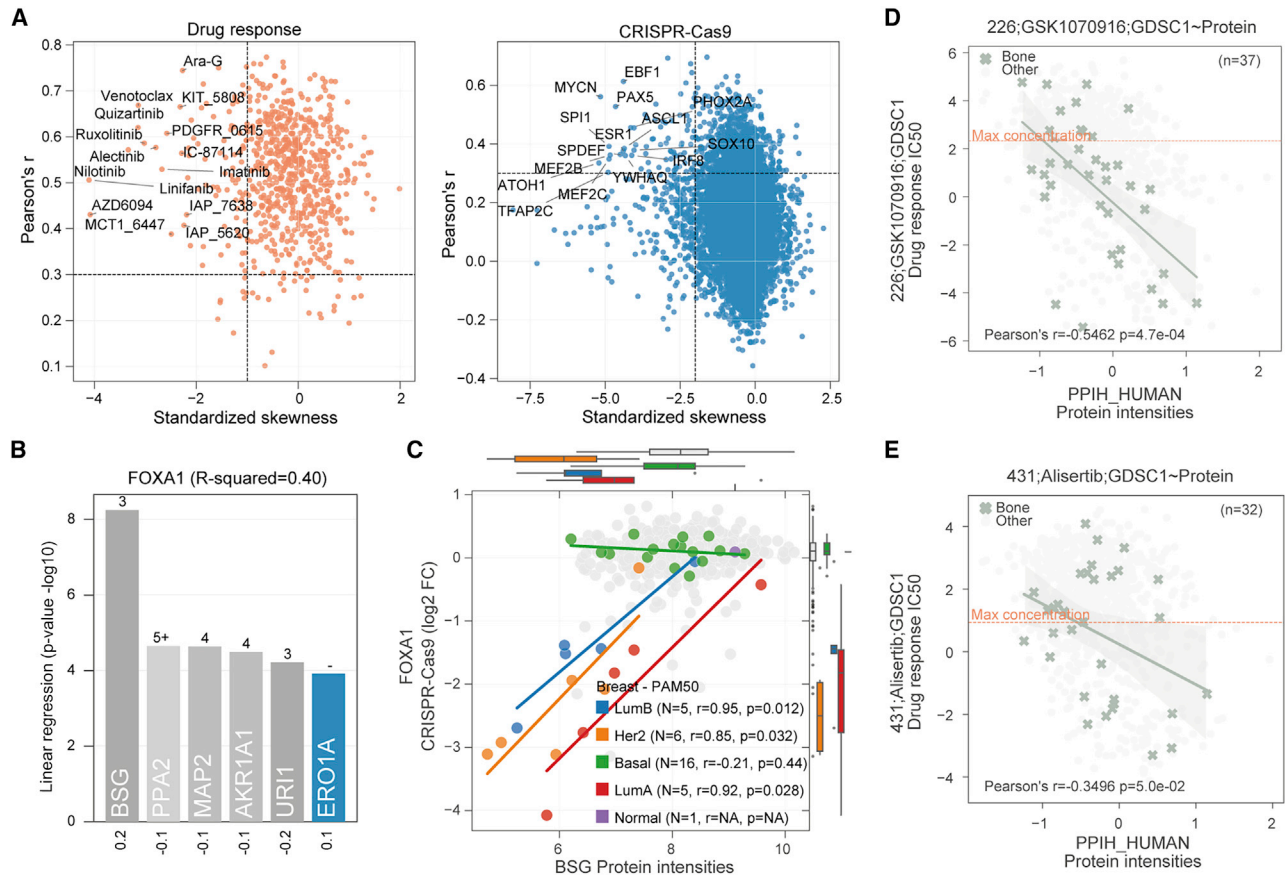 A
Drug response
Pearson's r
0.8
0.7
0.6
0.5
0.4
0.3
0.2
0.1
Ara-G
Venotoclax
KIT_5808
Quizartinib
Ruxolitinib
PDGFR_0615
Alectinib
IC-87114
Nilotinib
Imatinib
Linifanib
AZD6094
IAP_7638
MCT1_6447
IAP_5620
−4
−2
0
2
Standardized skewness
CRISPR-Cas9
Pearson's r
0.6
0.4
0.2
0.0
−0.2
−0.4
EBF1
MYCN
PAX5
PHOX2A
SPI1
ASCL1
ESR1
SPDEF
SOX10
MEF2B
IRF8
YWHAQ
ATOH1
MEF2C
TFAP2C
−7.5
−5.0
−2.5
0.0
2.5
Standardized skewness
B
FOXA1 (R-squared=0.40)
Linear regression (p-value -log10)
8
6
4
2
0
3
5+
4
4
3
-
BSG
PPA2
MAP2
AKR1A1
URI1
ERO1A
0.2
-0.1
-0.1
-0.1
-0.2
0.1
C
FOXA1
CRISPR-Cas9 (log2 FC)
1
0
−1
−2
−3
−4
Breast - PAM50
LumB (N=5, r=0.95, p=0.012)
Her2 (N=6, r=0.85, p=0.032)
Basal (N=16, r=-0.21, p=0.44)
LumA (N=5, r=0.92, p=0.028)
Normal (N=1, r=NA, p=NA)
6
8
10
BSG Protein intensities
D
226;GSK1070916;GDSC1~Protein
226;GSK1070916;GDSC1
Drug response IC50
6
4
2
0
−2
−4
−6
Bone
Other
(n=37)
Max concentration
Pearson's r=-0.5462 p=4.7e-04
−1
0
1
2
PPIH_HUMAN
Protein intensities
E
431;Alisertib;GDSC1~Protein
431;Alisertib;GDSC1
Drug response IC50
4
2
0
−2
−4
Bone
Other
(n=32)
Max concentration
Pearson's r=-0.3496 p=5.0e-02
−1
0
1
2
PPIH_HUMAN
Protein intensities